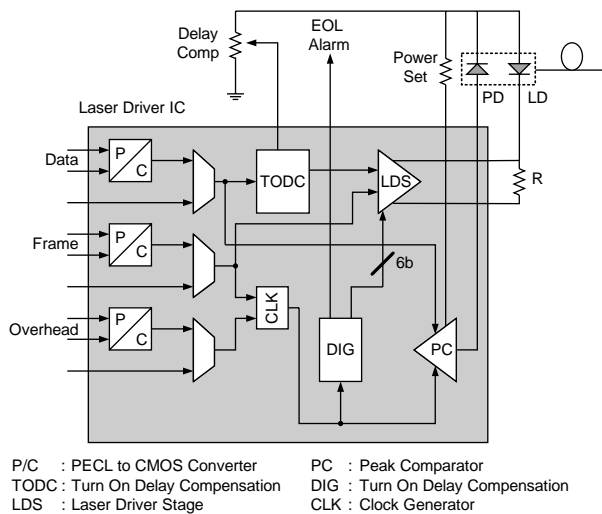 Delay
Comp
EOL
Alarm
Power
Set
PD
LD
Laser Driver IC
Data
P
C
TODC
LDS
R
Frame
P
C
6b
CLK
Overhead
P
C
DIG
PC
P/C : PECL to CMOS Converter
TODC : Turn On Delay Compensation
LDS : Laser Driver Stage
PC : Peak Comparator
DIG : Turn On Delay Compensation
CLK : Clock Generator